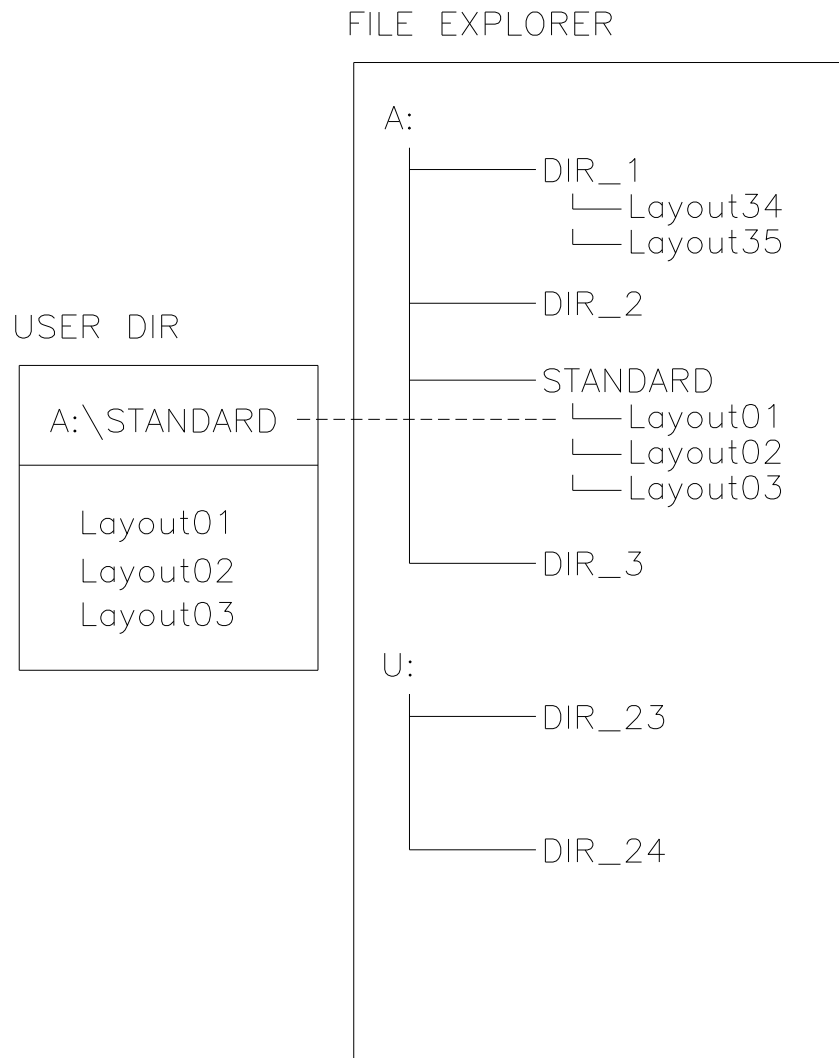 FILE EXPLORER
A:
DIR_1
Layout34
Layout35
DIR_2
STANDARD
Layout01
Layout02
Layout03
DIR_3
U:
DIR_23
DIR_24
USER DIR
A:\STANDARD
Layout01
Layout02
Layout03